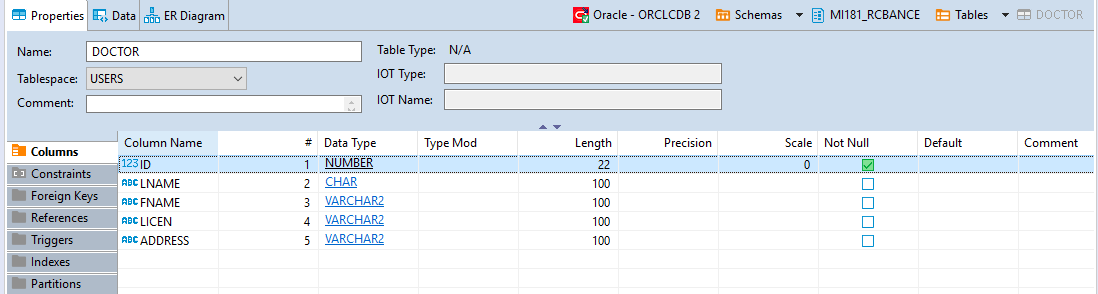 Properties Data ER Diagram Oracle - ORCLCDB 2 Schemas MI181_RCBANCE Tables DOCTOR
Name: DOCTOR Table Type: N/A
Tablespace: USERS IOT Type:
Comment: IOT Name:
Column Name # Data Type Type Mod Length Precision Scale Not Null Default Comment
Columns
Constraints
Foreign Keys
References
Triggers
Indexes
Partitions
123 ID 1 NUMBER 22 0
ABC LNAME 2 CHAR 100
ABC FNAME 3 VARCHAR2 100
ABC LICEN 4 VARCHAR2 100
ABC ADDRESS 5 VARCHAR2 100